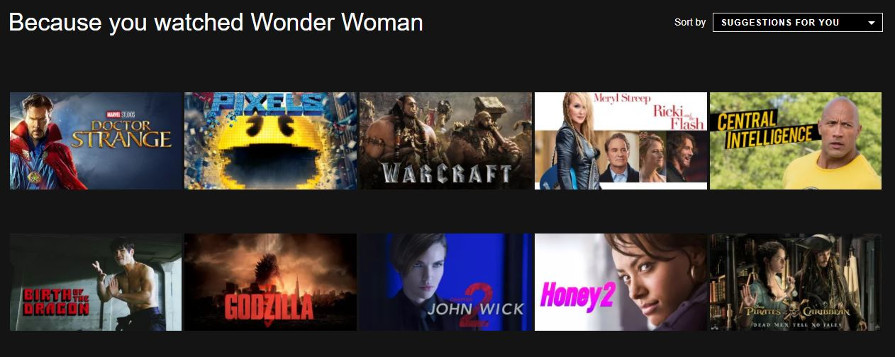 Because you watched Wonder Woman
Sort by
SUGGESTIONS FOR YOU
MARVEL STUDIOS
DOCTOR
STRANGE
PIXELS
WARCRAFT
Meryl Streep
Ricki and the
Flash
CENTRAL
INTELLIGENCE
BIRTH OF
THE
DRAGON
GODZILLA
JOHN WICK
2
Honey2
PIRATES of the CARIBBEAN
DEAD MEN TELL NO TALES